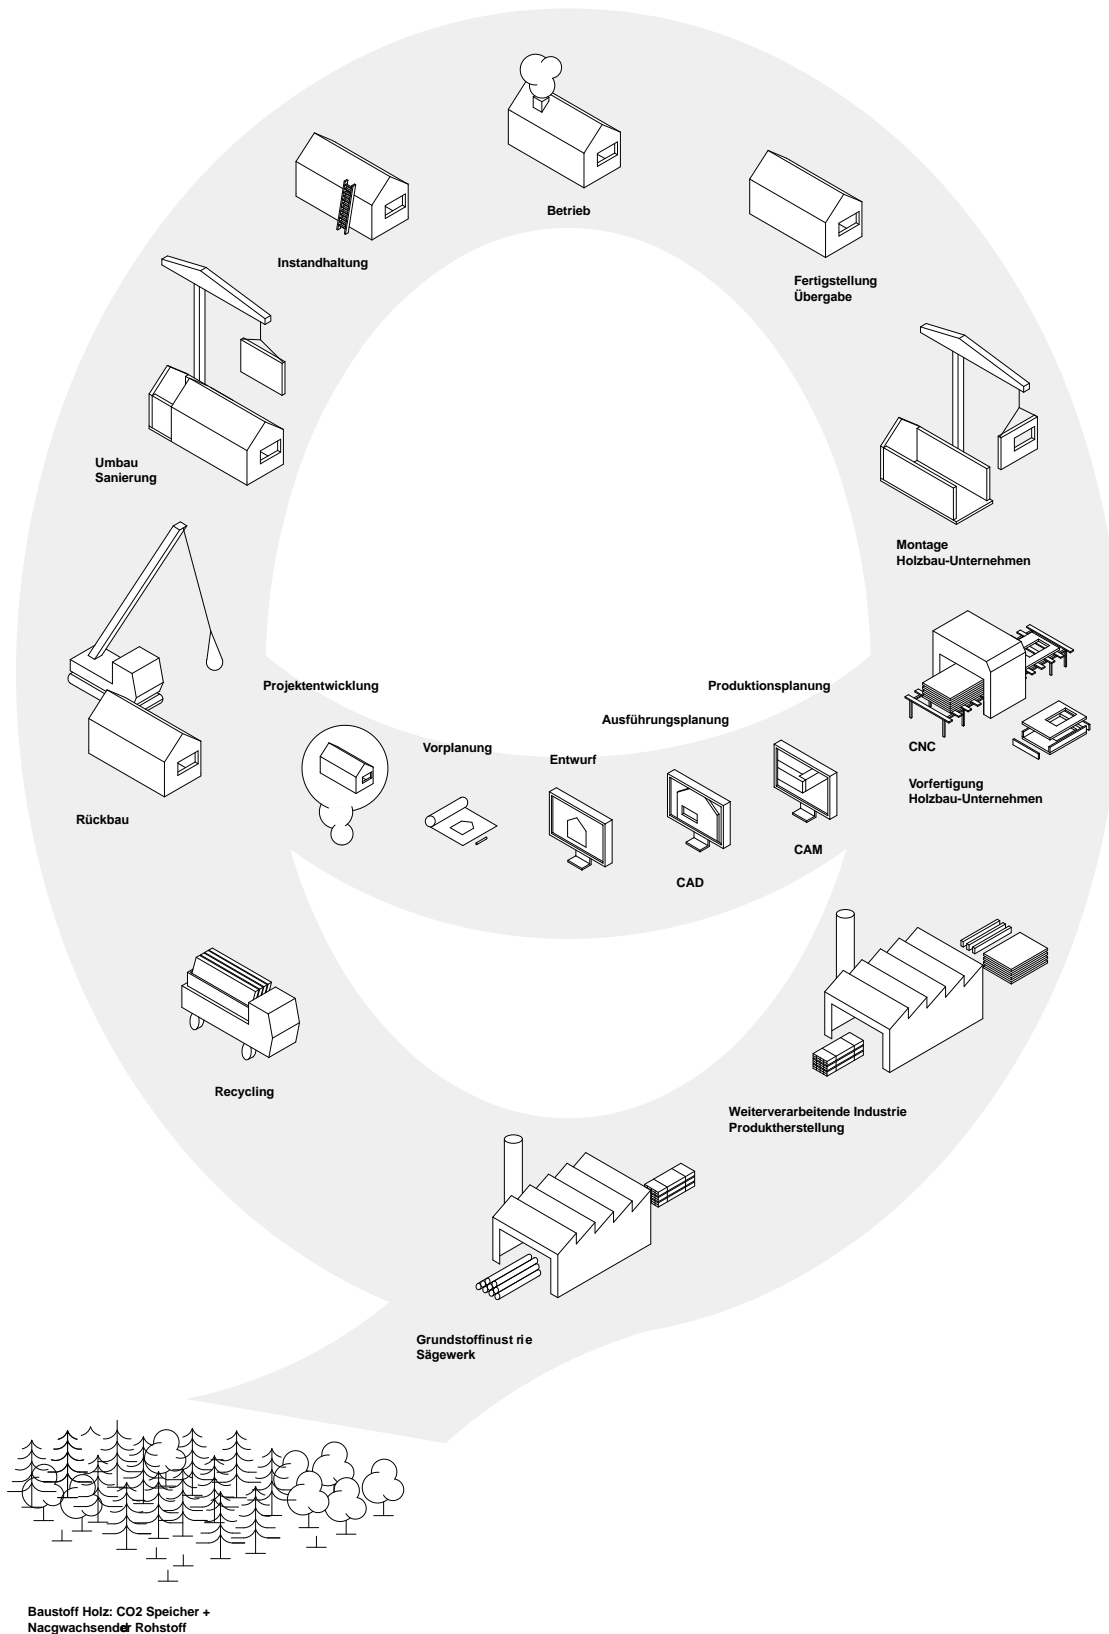 Betrieb
Instandhaltung
Fertigstellung
Übergabe
Umbau
Sanierung
Montage
Holzbau-Unternehmen
Projektentwicklung
Produktionsplanung
Ausführungsplanung
Vorplanung
Entwurf
CNC
Vorfertigung
Holzbau-Unternehmen
Rückbau
CAM
CAD
Recycling
Weiterverarbeitende Industrie
Produktherstellung
Grundstoffinust rie
Sägewerk
Baustoff Holz: CO2 Speicher +
Nacgwachsender Rohstoff